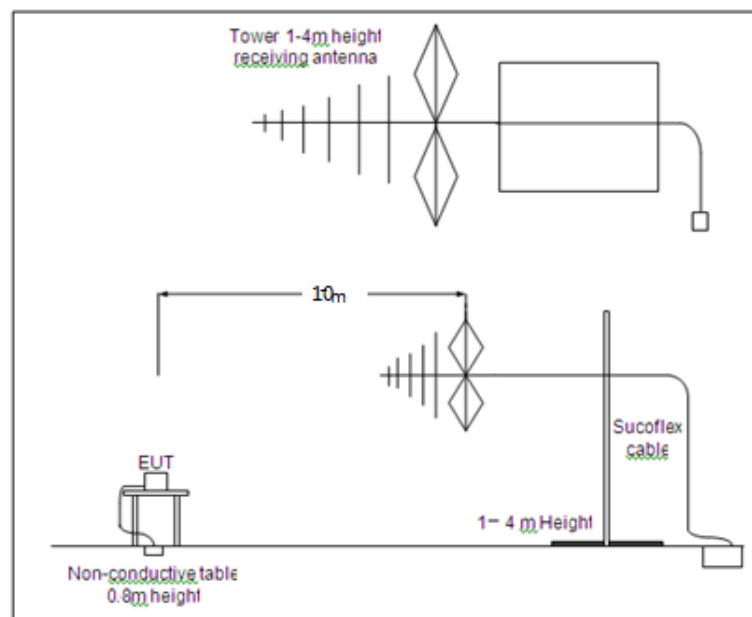 Tower 1-4m height
receiving antenna
10m
EUT
Sucoflex
cable
1- 4 m Height
Non-conductive table
0.8m height